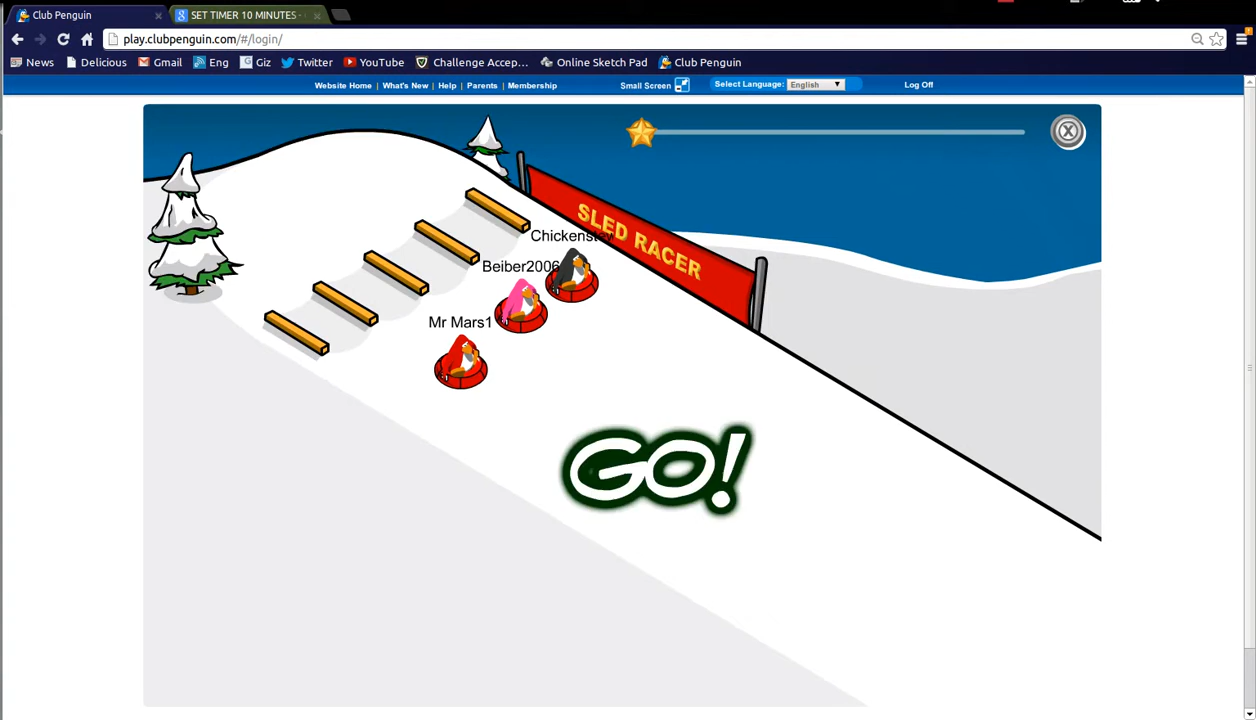 Club Penguin
SET TIMER 10 MINUTES -
play.clubpenguin.com/#/login/
News Delicious Gmail Eng Giz Twitter YouTube Challenge Accep... Online Sketch Pad Club Penguin
Website Home | What's New | Help | Parents | Membership Small Screen Select Language: English Log Off
SLED RACER
Chickenstew
Beiber2006
Mr Mars1
GO!